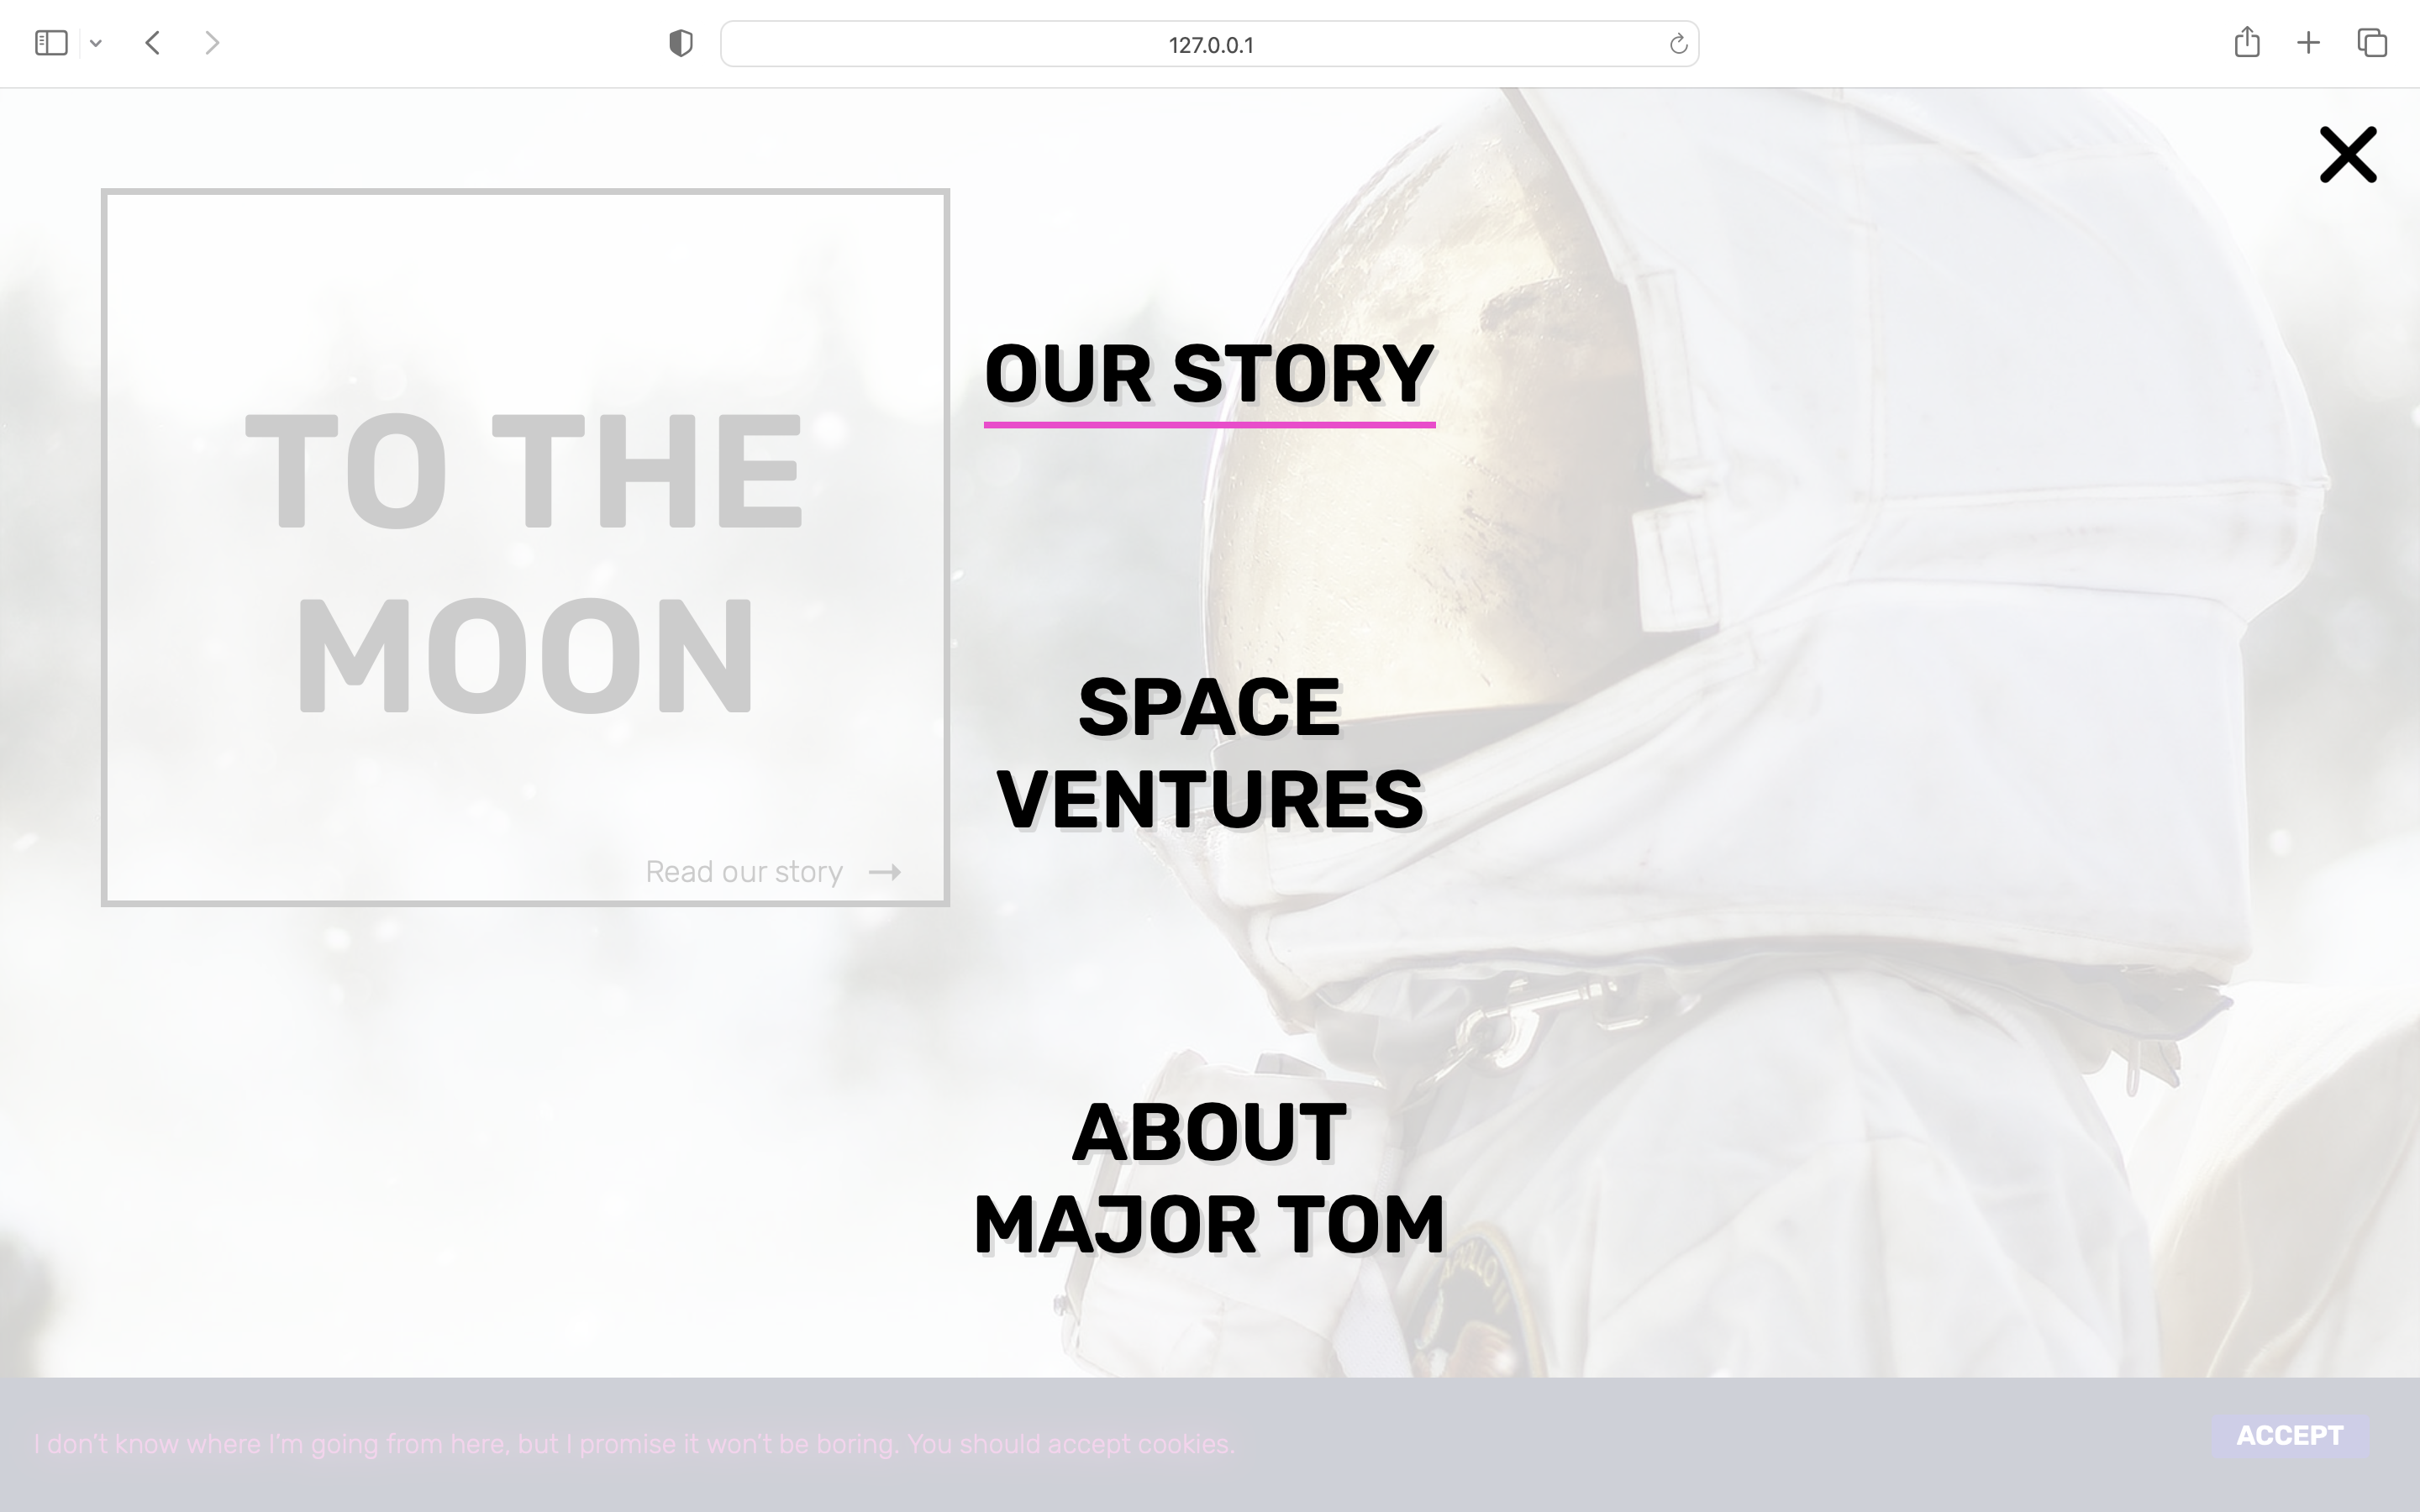 127.0.0.1
TO THE
MOON
Read our story →
OUR STORY
SPACE
VENTURES
ABOUT
MAJOR TOM
I don't know where I'm going from here, but I promise it won't be boring. You should accept cookies.
ACCEPT